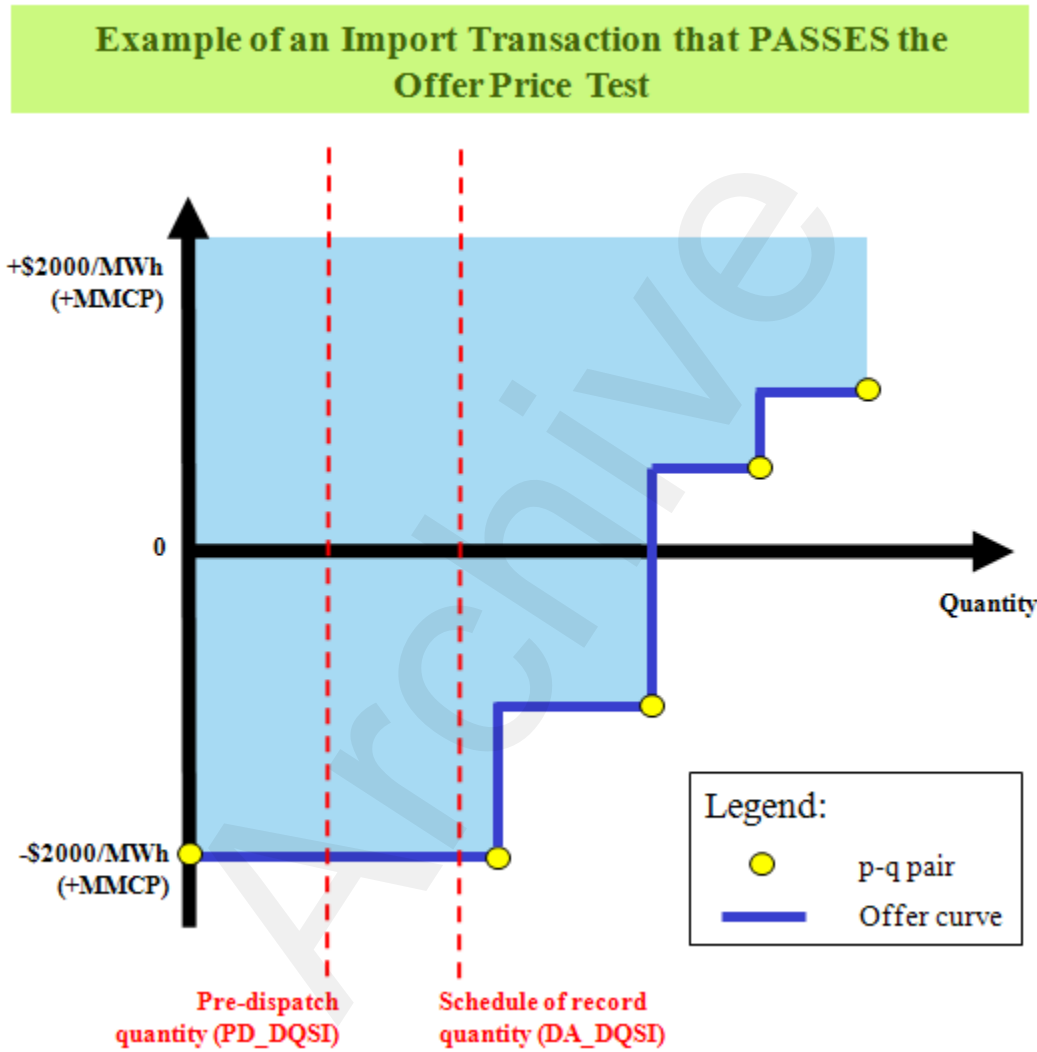 Example of an Import Transaction that PASSES the
Offer Price Test
+$2000/MWh
(+MMCP)
0
Quantity
-$2000/MWh
(+MMCP)
Legend:
p-q pair
Offer curve
Pre-dispatch
quantity (PD_DQSI)
Schedule of record
quantity (DA_DQSI)
Archive